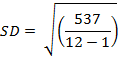 SD = √((537)/(12 − 1))